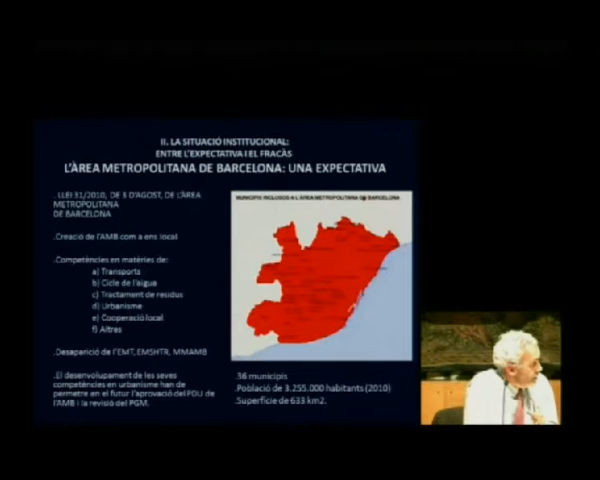 II. LA SITUACIÓ INSTITUCIONAL:
ENTRE L'EXPECTATIVA I EL FRACÀS
L'ÀREA METROPOLITANA DE BARCELONA: UNA EXPECTATIVA
. LLEI 31/2010, DE 3 D'AGOST, DE L'ÀREA
METROPOLITANA
DE BARCELONA
.Creació de l'AMB com a ens local
.Competències en matèries de:
a) Transports
b) Cicle de l'aigua
c) Tractament de residus
d) Urbanisme
e) Cooperació local
f) Altres
.Desaparició de l'EMT, EMSHTR, MMAMB
.El desenvolupament de les seves
competències en urbanisme han de
permetre en el futur l'aprovació del PDU de
l'AMB i la revisió del PGM.
MUNICIPIS INCLOSOS A L'ÀREA METROPOLITANA DE BARCELONA
.36 municipis
.Població de 3.255.000 habitants (2010)
.Superfície de 633 km2.